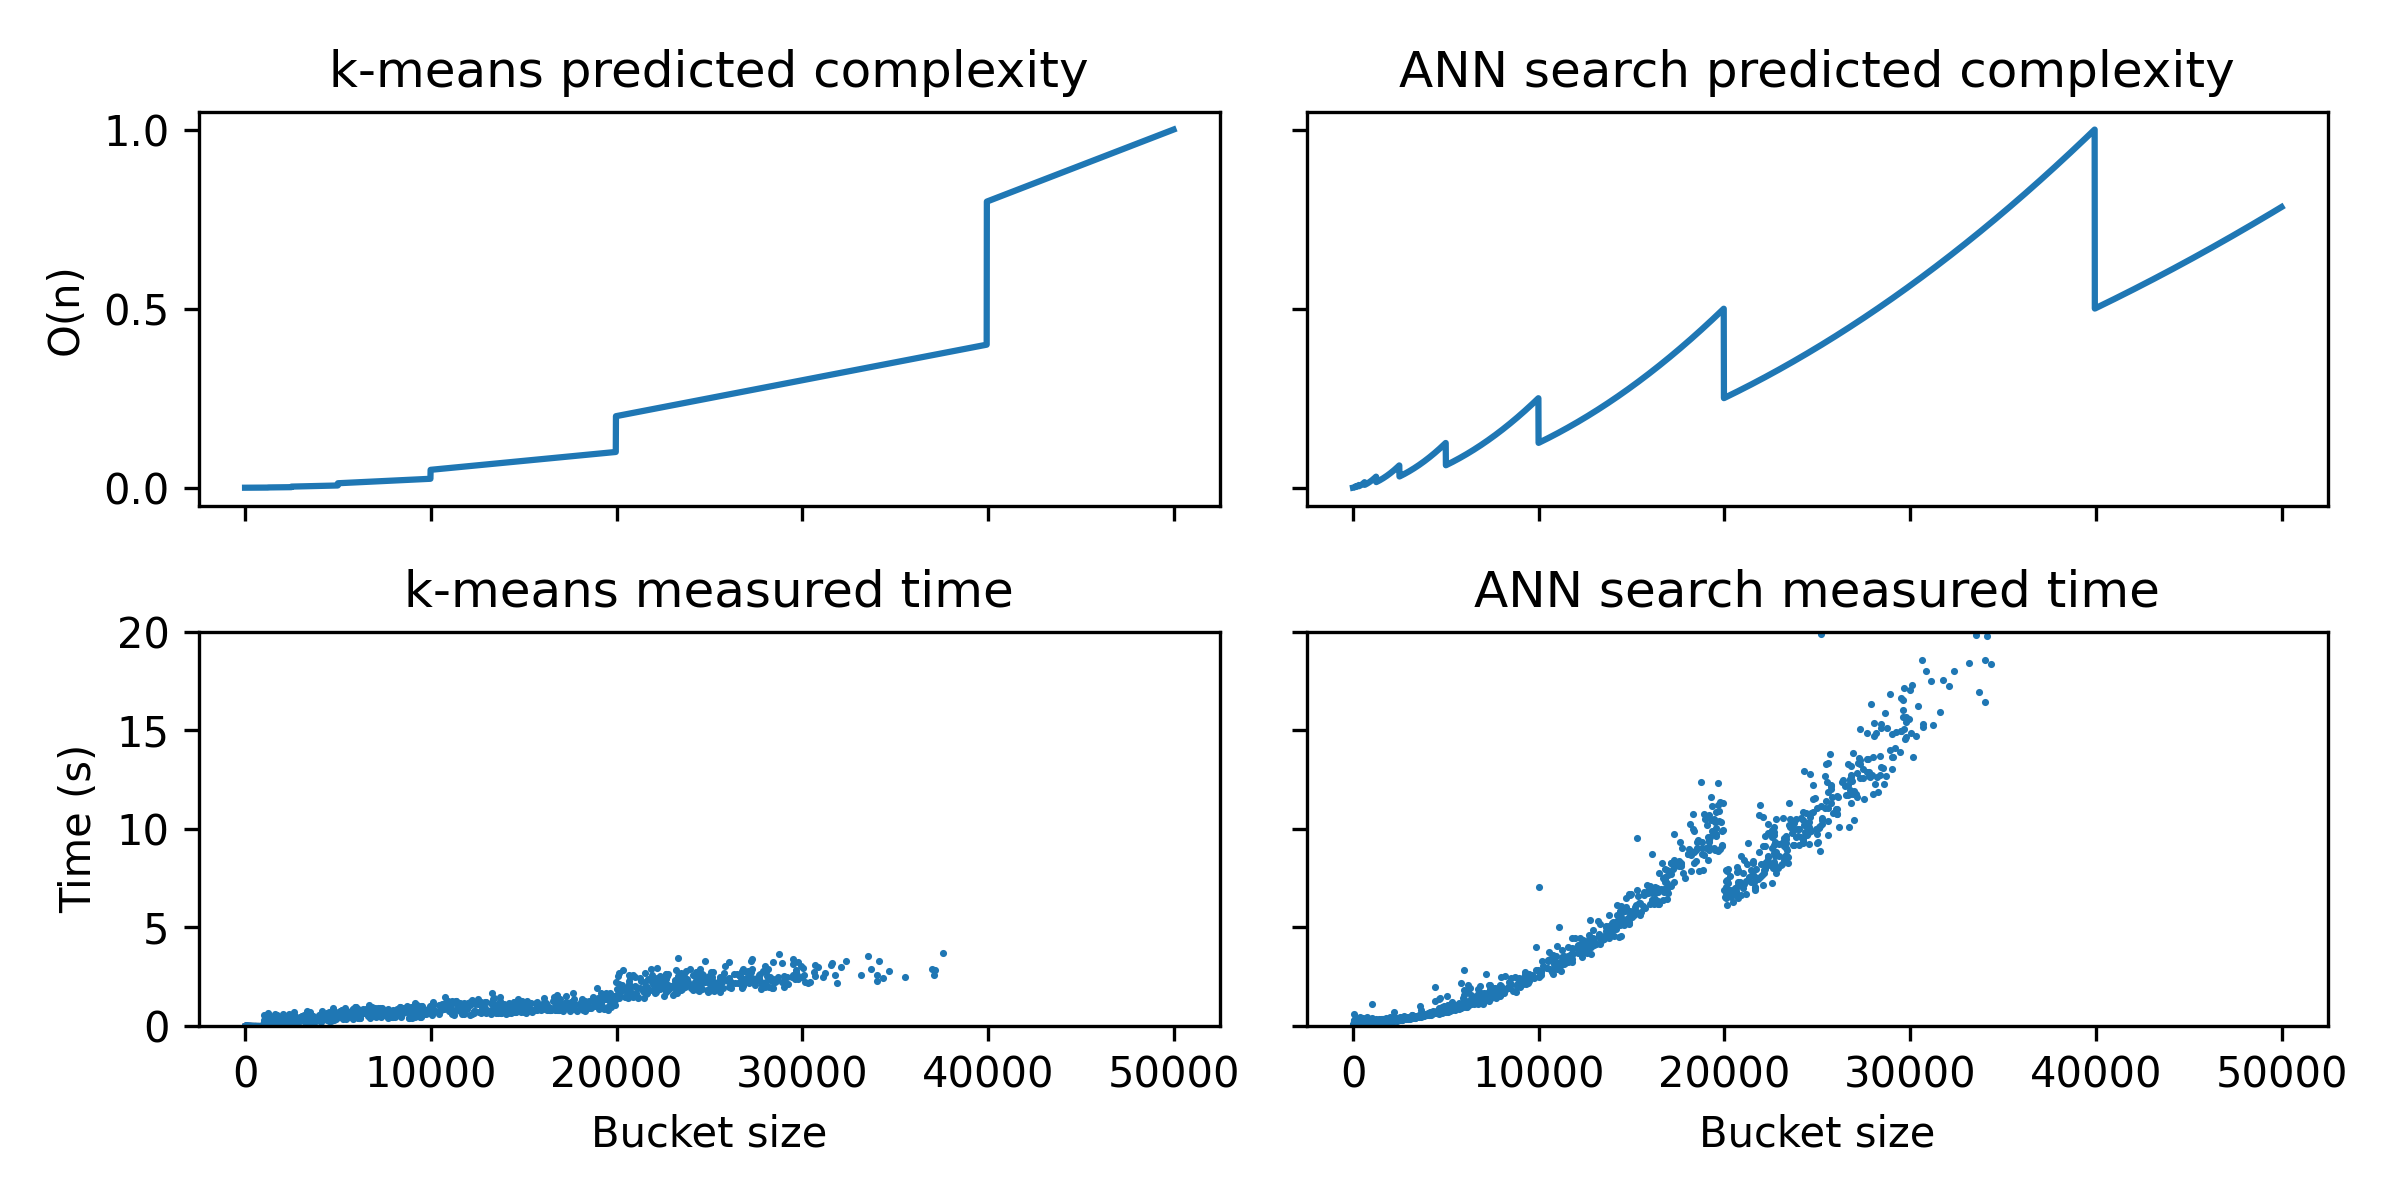 k-means predicted complexity
ANN search predicted complexity
1.0
0.5
0.0
O(n)
k-means measured time
ANN search measured time
20
15
10
5
0
Time (s)
0 10000 20000 30000 40000 50000
0 10000 20000 30000 40000 50000
Bucket size
Bucket size